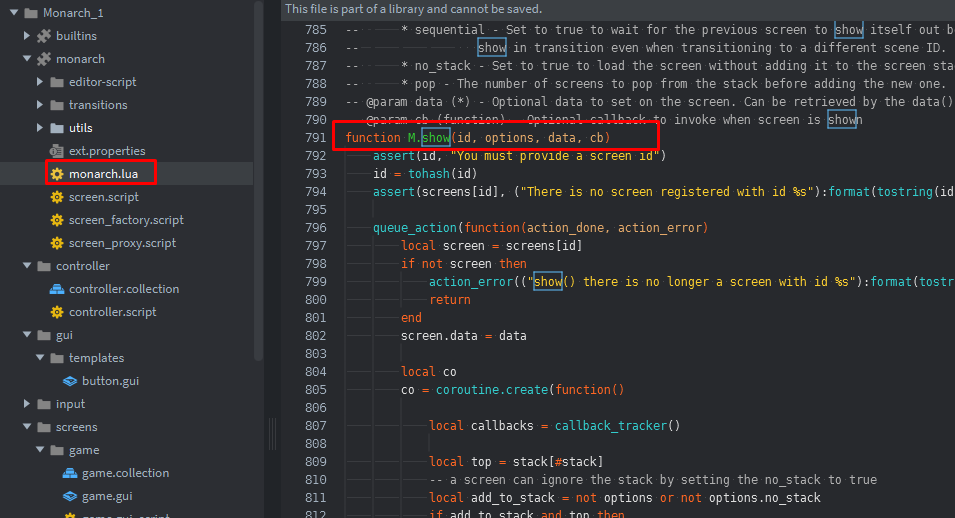 Monarch_1
builtins
monarch
editor-script
transitions
utils
ext.properties
monarch.lua
screen.script
screen_factory.script
screen_proxy.script
controller
controller.collection
controller.script
gui
templates
button.gui
input
screens
game
game.collection
game.gui
game.gui_script
This file is part of a library and cannot be saved.
785 -- * sequential - Set to true to wait for the previous screen to show itself out b
786 -- show in transition even when transitioning to a different scene ID.
787 -- * no_stack - Set to true to load the screen without adding it to the screen sta
788 -- * pop - The number of screens to pop from the stack before adding the new one.
789 -- @param data (*) - Optional data to set on the screen. Can be retrieved by the data()
790 @param cb (function) - Optional callback to invoke when screen is shown
791 function M.show(id, options, data, cb)
792 assert(id, "You must provide a screen id")
793 id = tohash(id)
794 assert(screens[id], ("There is no screen registered with id %s"):format(tostring(id
795
796 queue_action(function(action_done, action_error)
797 local screen = screens[id]
798 if not screen then
799 action_error(("show() there is no longer a screen with id %s"):format(tostr
800 return
801 end
802 screen.data = data
803
804 local co
805 co = coroutine.create(function()
806
807 local callbacks = callback_tracker()
808
809 local top = stack[#stack]
810 -- a screen can ignore the stack by setting the no_stack to true
811 local add_to_stack = not options or not options.no_stack
812 if add_to_stack and top then